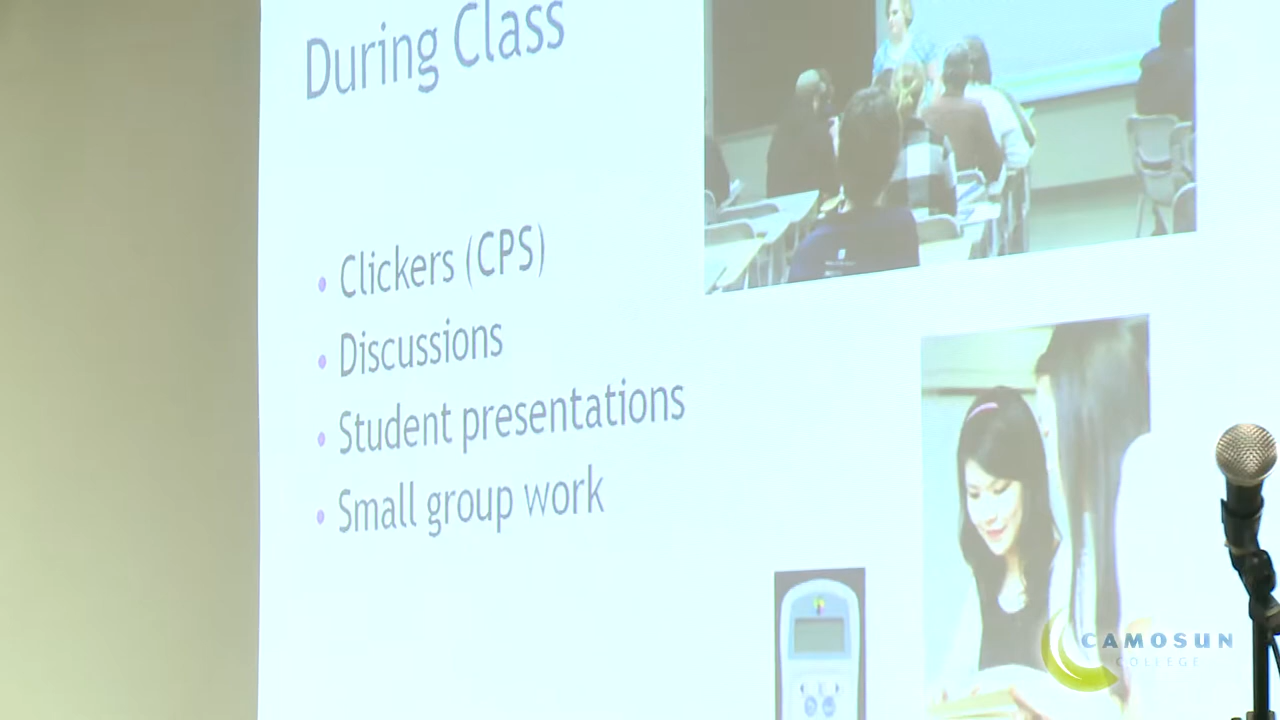 During Class
• Clickers (CPS)
• Discussions
• Student presentations
• Small group work
CAMOSUN
COLLEGE